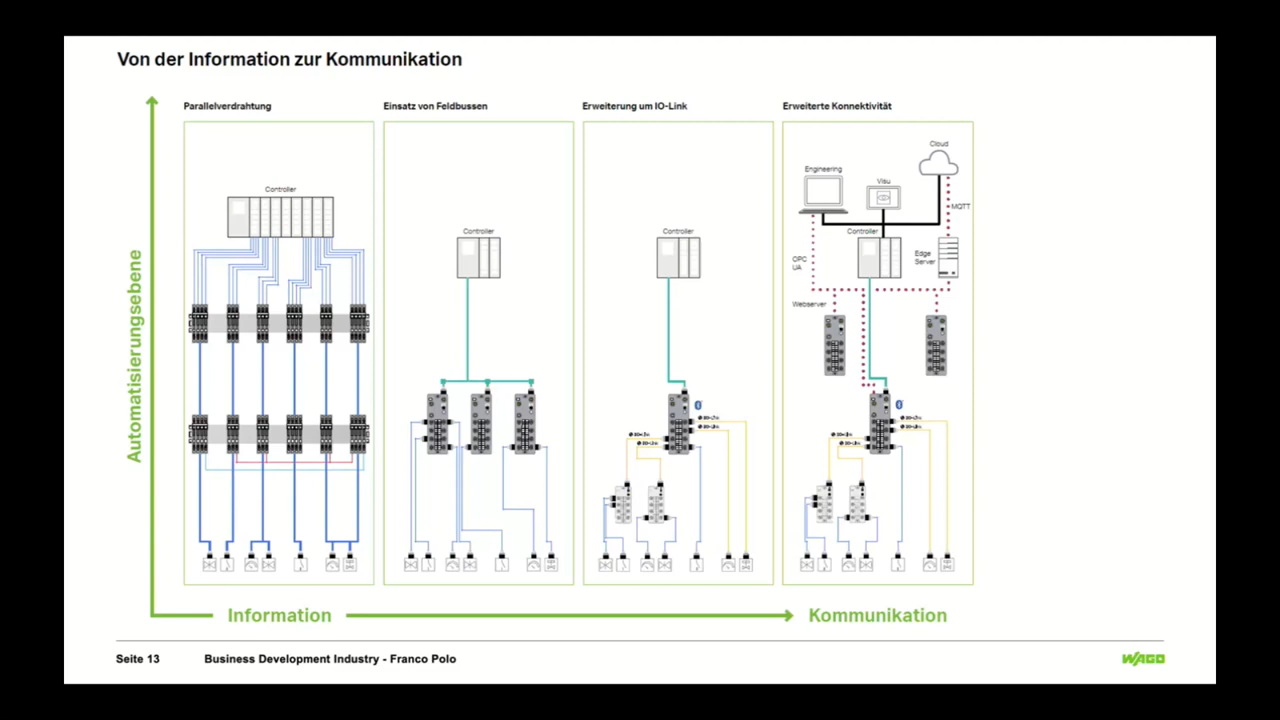 Von der Information zur Kommunikation
Parallelverdrahtung
Einsatz von Feldbussen
Erweiterung um IO-Link
Erweiterte Konnektivität
Automatisierungsebene
Controller
Controller
Controller
Cloud
Engineering
Visu
MQTT
Controller
Edge
Server
OPC
UA
Webserver
Information
Kommunikation
Seite 13
Business Development Industry - Franco Polo
WAGO